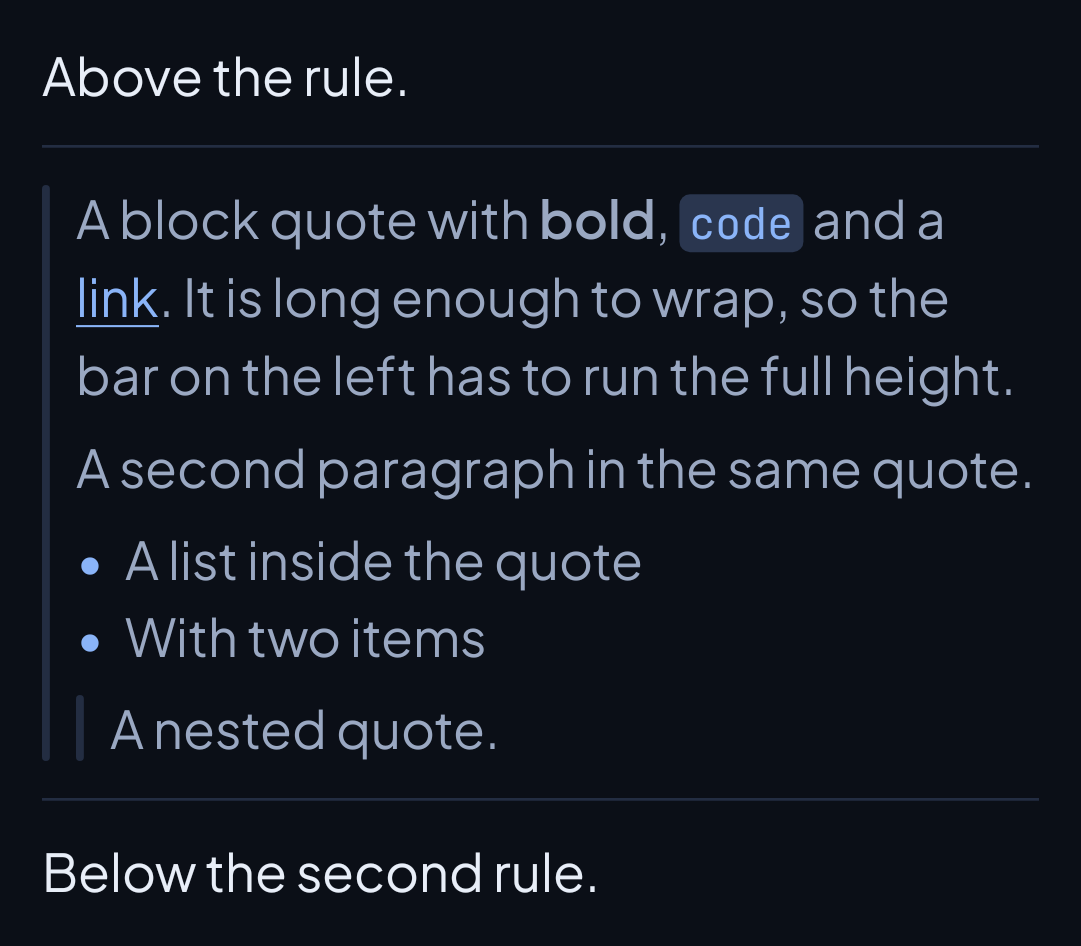 Above the rule.
A block quote with bold, code and a
link. It is long enough to wrap, so the
bar on the left has to run the full height.
A second paragraph in the same quote.
• A list inside the quote
• With two items
A nested quote.
Below the second rule.